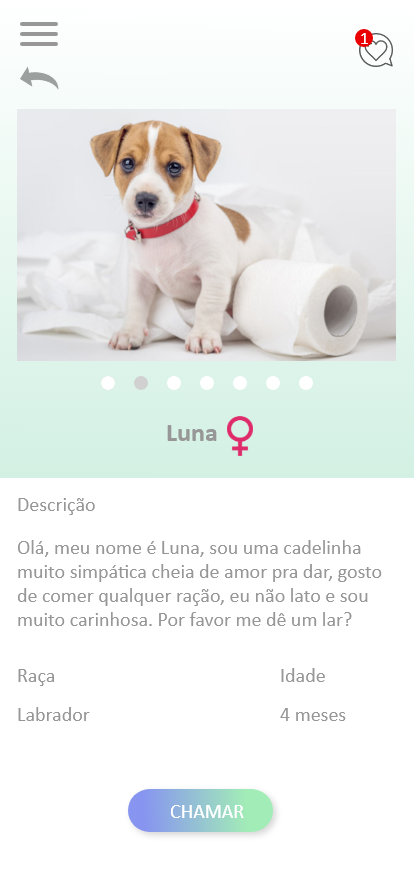 1
Luna
Descrição
Olá, meu nome é Luna, sou uma cadelinha
muito simpática cheia de amor pra dar, gosto
de comer qualquer ração, eu não lato e sou
muito carinhosa. Por favor me dê um lar?
Raça
Idade
Labrador
4 meses
CHAMAR